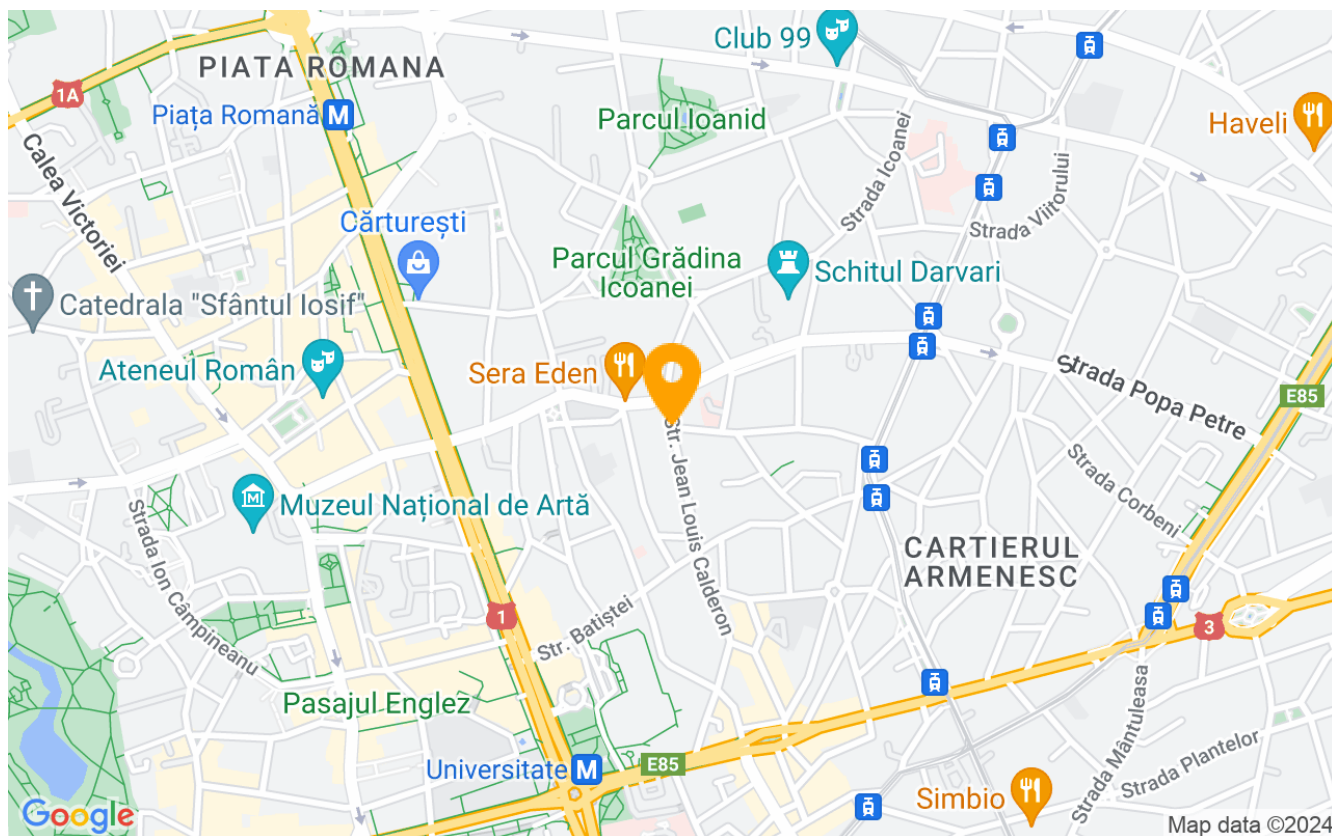 Club 99
PIATA ROMANA
1A
Piața Romană
M
Parcul Ioanid
Haveli
Calea Victoriei
Strada Icoanei
Strada Viitorului
Cărturești
Parcul Grădina
Icoanei
Schitul Darvari
Catedrala "Sfântul Iosif"
Ateneul Român
Sera Eden
Strada Popa Petre
E85
Str. Jean Louis Calderon
Strada Corbeni
Muzeul Național de Artă
M
Strada Ion Câmpineanu
CARTIERUL
ARMENESC
1
3
Str. Batiștei
Pasajul Englez
Strada Mântuleasa
Strada Plantelor
Universitate
M
E85
Simbio
Google
Map data ©2024